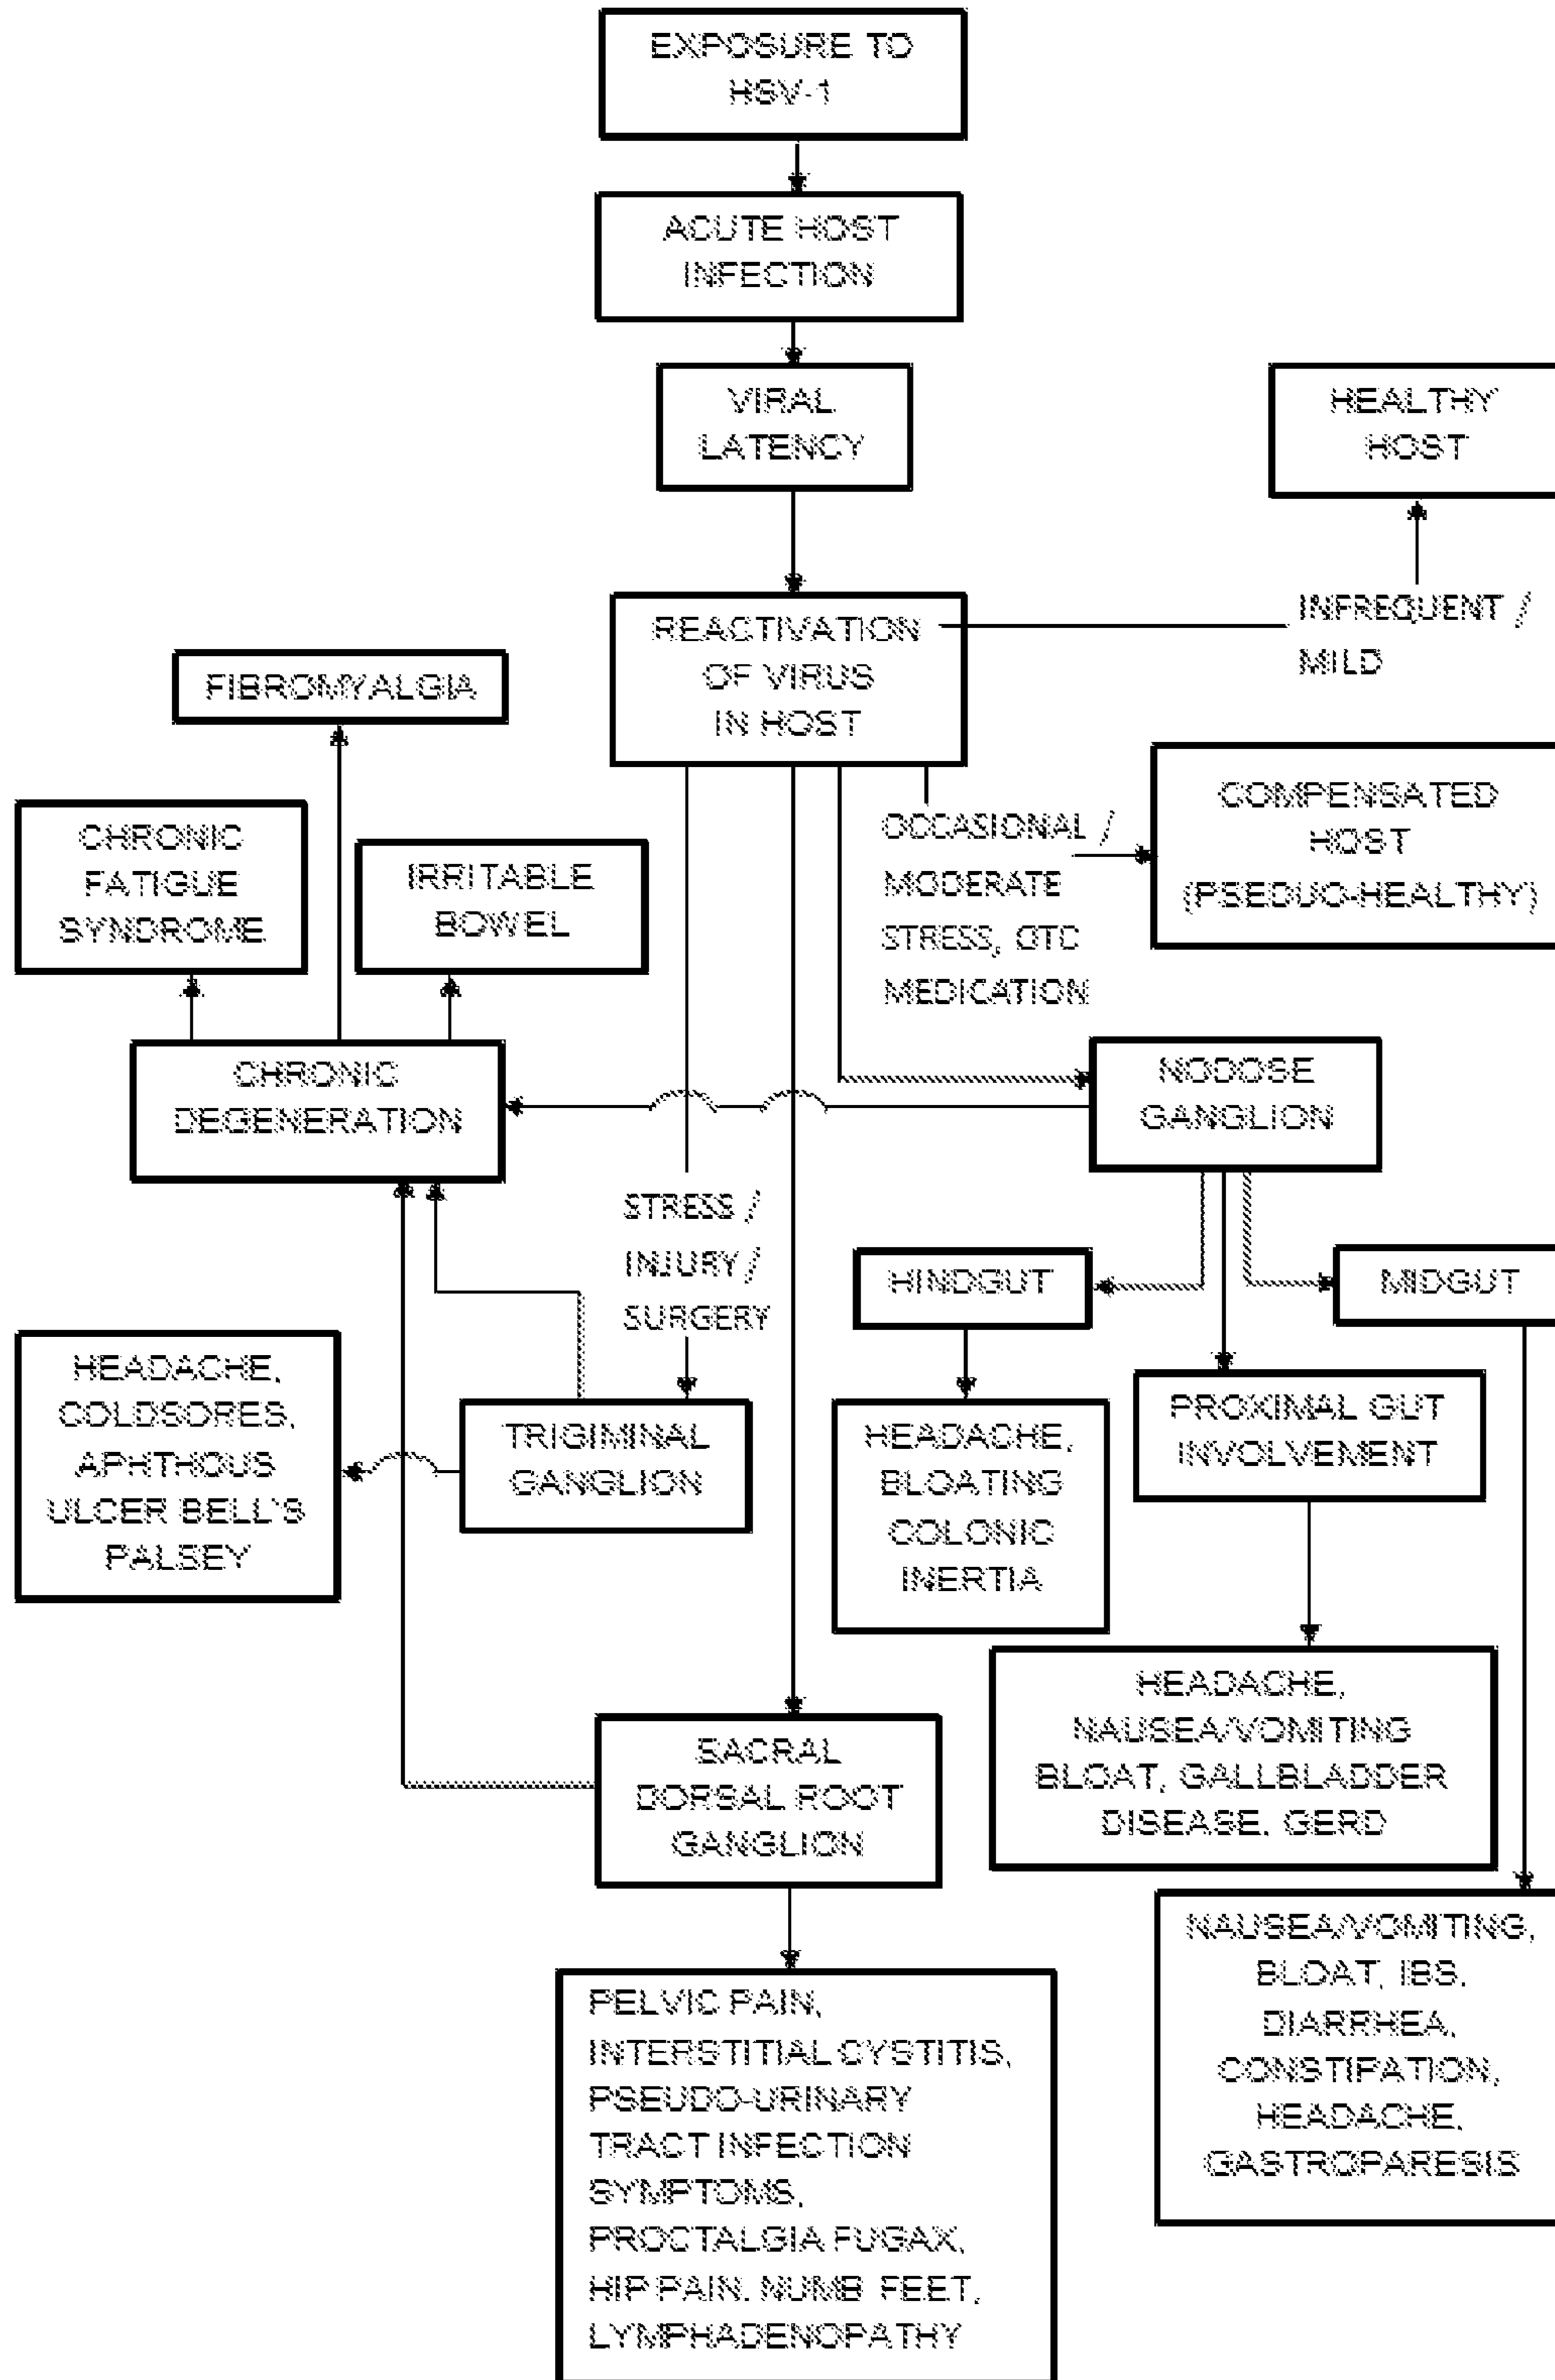 EXPOSURE TO
HSV-1
ACUTE HOST
INFECTION
VIRAL
LATENCY
HEALTHY
HOST
REACTIVATION
OF VIRUS
IN HOST
INFREQUENT /
MILD
FIBROMYALGIA
COMPENSATED
HOST
(PSEDUO-HEALTHY)
OCCASIONAL /
MODERATE
STRESS, OTC
MEDICATION
CHRONIC
FATIGUE
SYNDROME
IRRITABLE
BOWEL
CHRONIC
DEGENERATION
NODOSE
GANGLION
STRESS /
INJURY /
SURGERY
HINDGUT
MIDGUT
HEADACHE,
COLDSORES,
APHTHOUS
ULCER BELL'S
PALSEY
TRIGIMINAL
GANGLION
HEADACHE,
BLOATING
COLONIC
INERTIA
PROXIMAL GUT
INVOLVEMENT
HEADACHE,
NAUSEA/VOMITING
BLOAT, GALLBLADDER
DISEASE, GERD
SACRAL
DORSAL ROOT
GANGLION
NAUSEA/VOMITING,
BLOAT, IBS,
DIARRHEA,
CONSTIPATION,
HEADACHE,
GASTROPARESIS
PELVIC PAIN,
INTERSTITIAL CYSTITIS,
PSEUDO-URINARY
TRACT INFECTION
SYMPTOMS,
PROCTALGIA FUGAX,
HIP PAIN, NUMB FEET,
LYMPHADENOPATHY